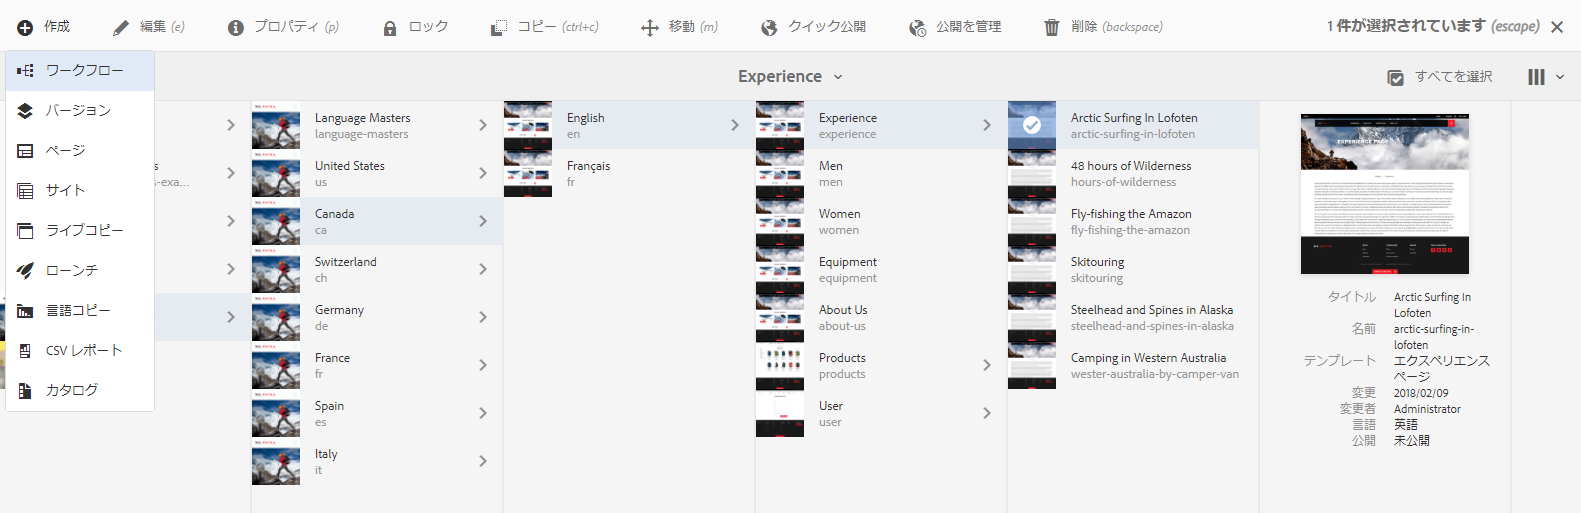 作成
編集 (e)
プロパティ (p)
ロック
コピー (ctrl+c)
移動 (m)
クイック公開
公開を管理
削除 (backspace)
1 件が選択されています (escape)
Experience
すべてを選択
ワークフロー
バージョン
ページ
サイト
ライブコピー
ローンチ
言語コピー
CSV レポート
カタログ
s
s-exa...
Language Masters
language-masters
United States
us
Canada
ca
Switzerland
ch
Germany
de
France
fr
Spain
es
Italy
it
English
en
Français
fr
Experience
experience
Men
men
Women
women
Equipment
equipment
About Us
about-us
Products
products
User
user
Arctic Surfing In Lofoten
arctic-surfing-in-lofoten
48 hours of Wilderness
hours-of-wilderness
Fly-fishing the Amazon
fly-fishing-the-amazon
Skitouring
skitouring
Steelhead and Spines in Alaska
steelhead-and-spines-in-alaska
Camping in Western Australia
wester-australia-by-camper-van
EXPERIENCE PAGE
タイトル Arctic Surfing In
Lofoten
名前 arctic-surfing-in-
lofoten
テンプレート エクスペリエンス
ページ
変更 2018/02/09
変更者 Administrator
言語 英語
公開 未公開